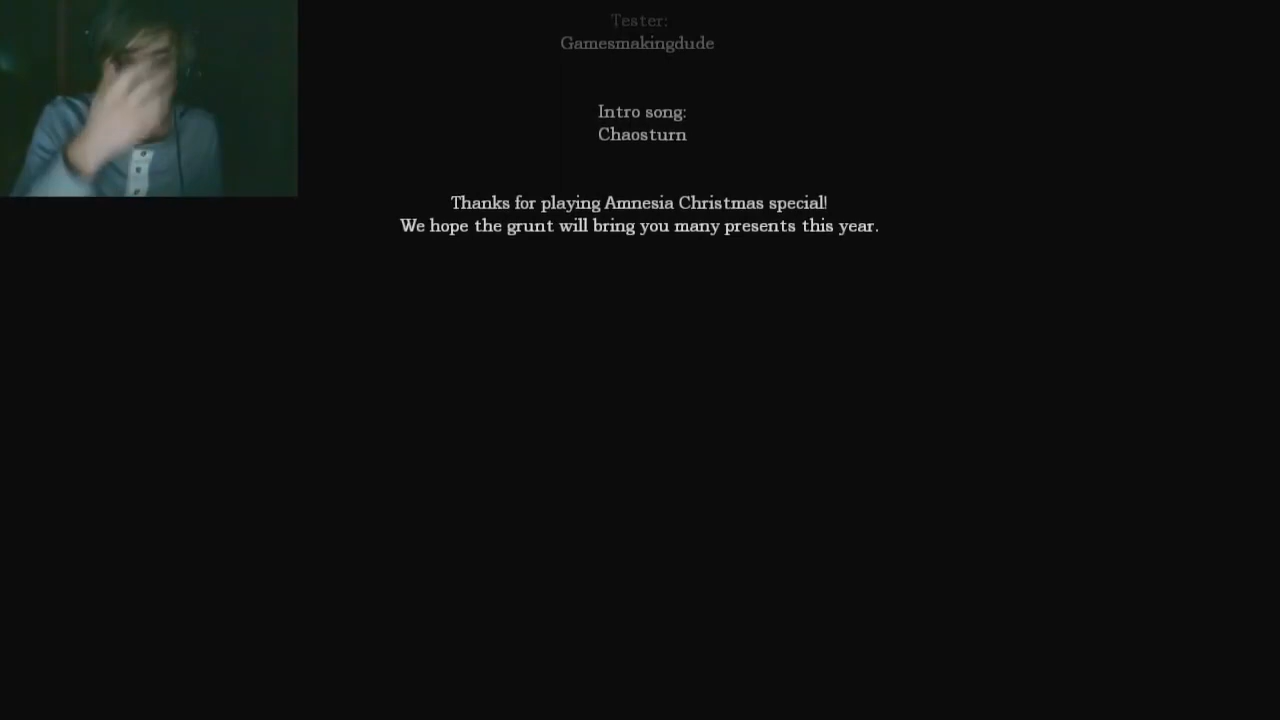 Tester:
Gamesmakingdude
Intro song:
Chaosturn
Thanks for playing Amnesia Christmas special!
We hope the grunt will bring you many presents this year.